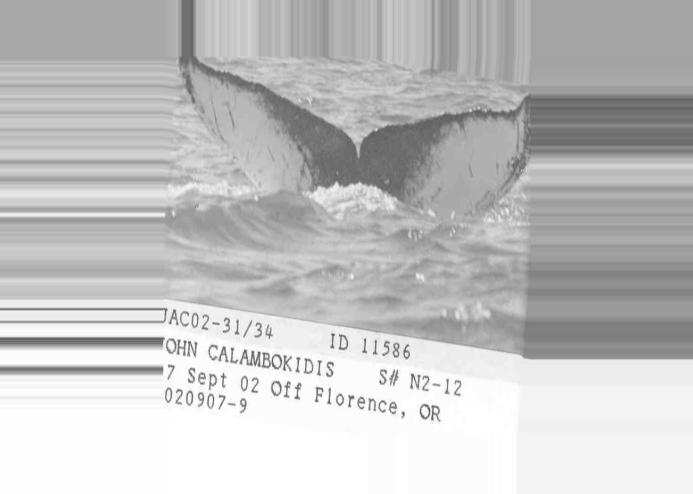 JAC02-31/34 ID 11586
OHN CALAMBOKIDIS S# N2-12
7 Sept 02 Off Florence, OR
020907-9